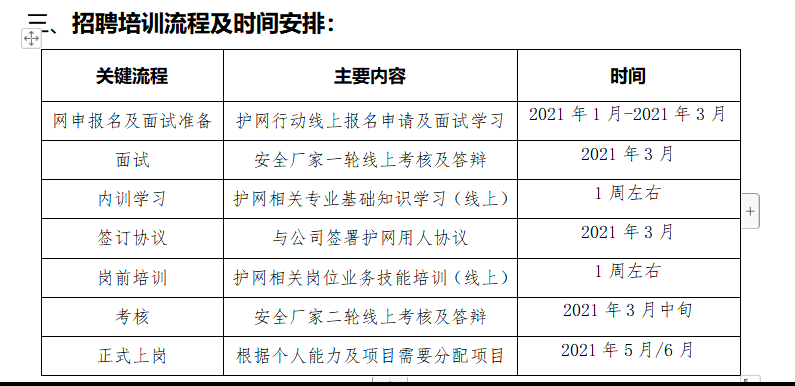 三、招聘培训流程及时间安排：
关键流程 主要内容 时间
网申报名及面试准备 护网行动线上报名申请及面试学习 2021 年 1 月-2021 年 3 月
面试 安全厂家一轮线上考核及答辩 2021 年 3 月
内训学习 护网相关专业基础知识学习（线上） 1 周左右
签订协议 与公司签署护网用人协议 2021 年 3 月
岗前培训 护网相关岗位业务技能培训（线上） 1 周左右
考核 安全厂家二轮线上考核及答辩 2021 年 3 月中旬
正式上岗 根据个人能力及项目需要分配项目 2021 年 5 月/6 月